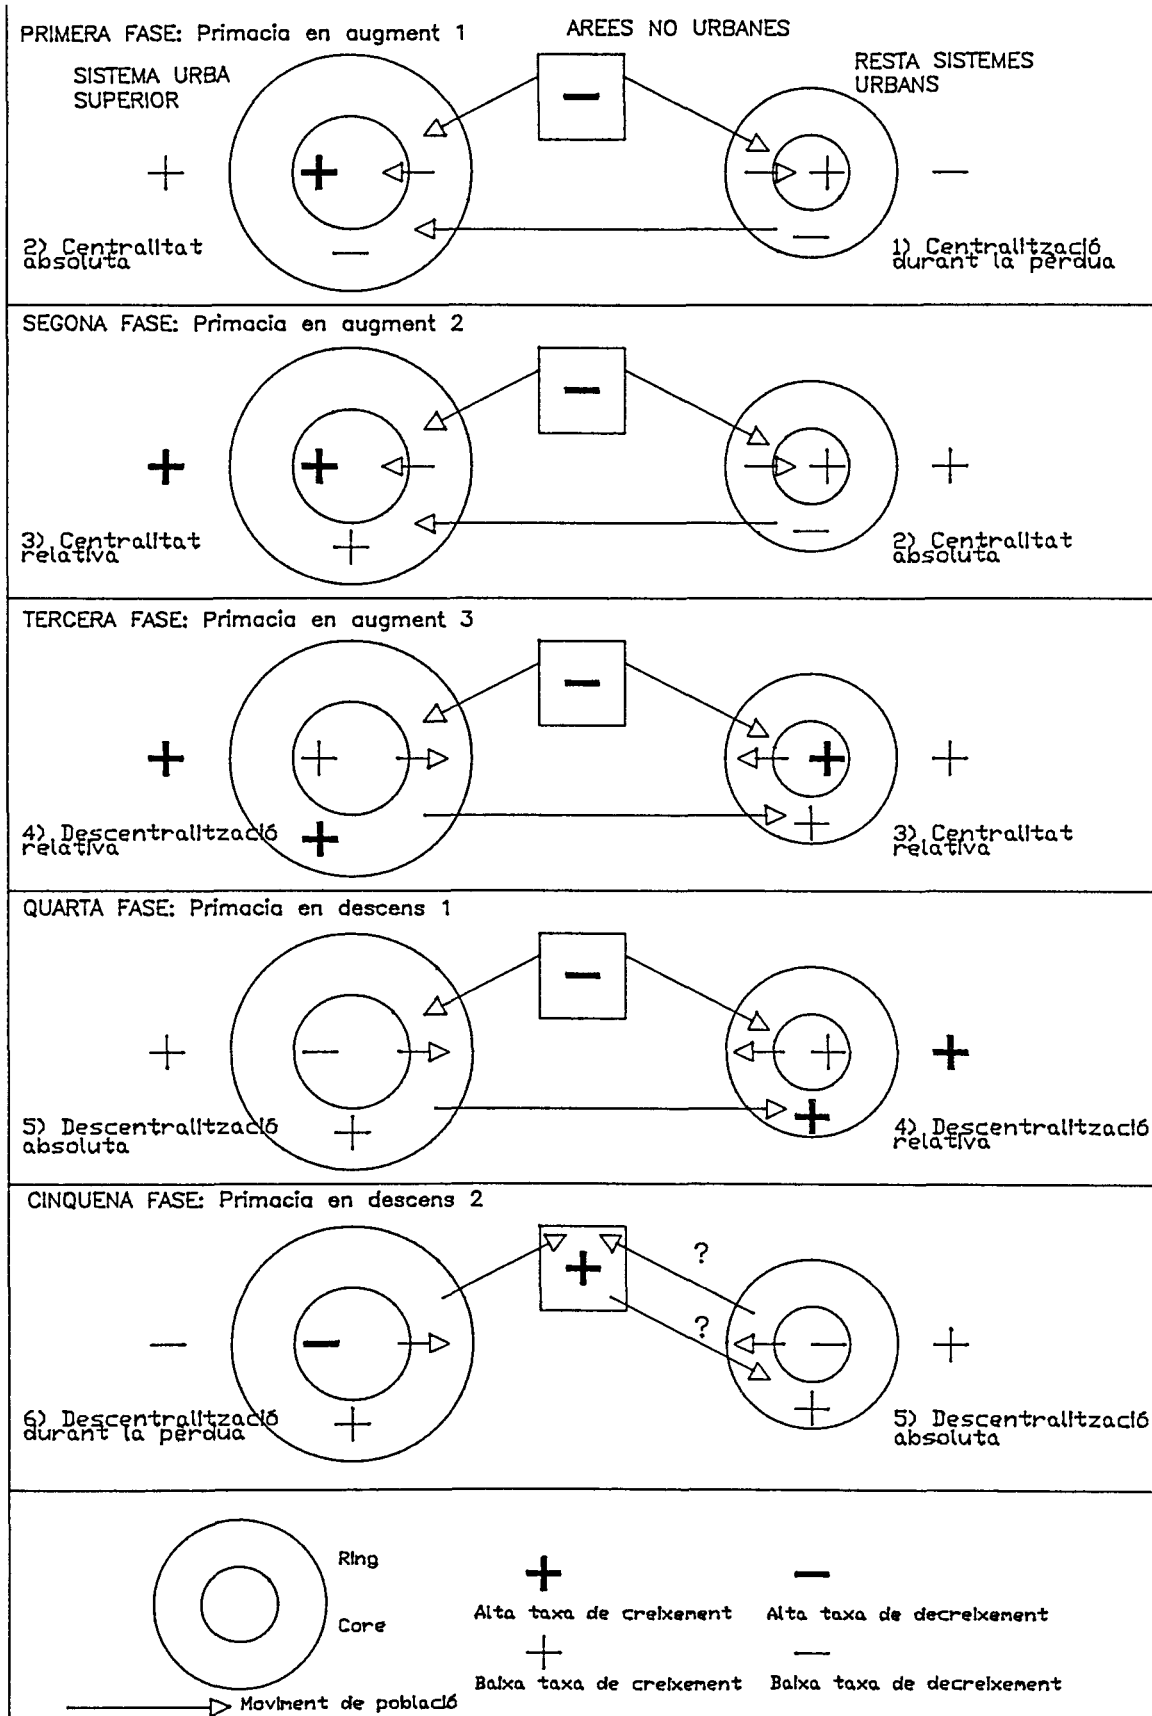 PRIMERA FASE: Primacia en augment 1
AREES NO URBANES
SISTEMA URBA
SUPERIOR
RESTA SISTEMES
URBANS
2) Centralitat
absoluta
1) Centralització
durant la pèrdua
SEGONA FASE: Primacia en augment 2
3) Centralitat
relativa
2) Centralitat
absoluta
TERCERA FASE: Primacia en augment 3
4) Descentralització
relativa
3) Centralitat
relativa
QUARTA FASE: Primacia en descens 1
5) Descentralització
absoluta
4) Descentralització
relativa
CINQUENA FASE: Primacia en descens 2
?
?
6) Descentralització
durant la pèrdua
5) Descentralització
absoluta
Ring
Core
Alta taxa de creixement
Alta taxa de decreixement
Baixa taxa de creixement
Baixa taxa de decreixement
Moviment de població